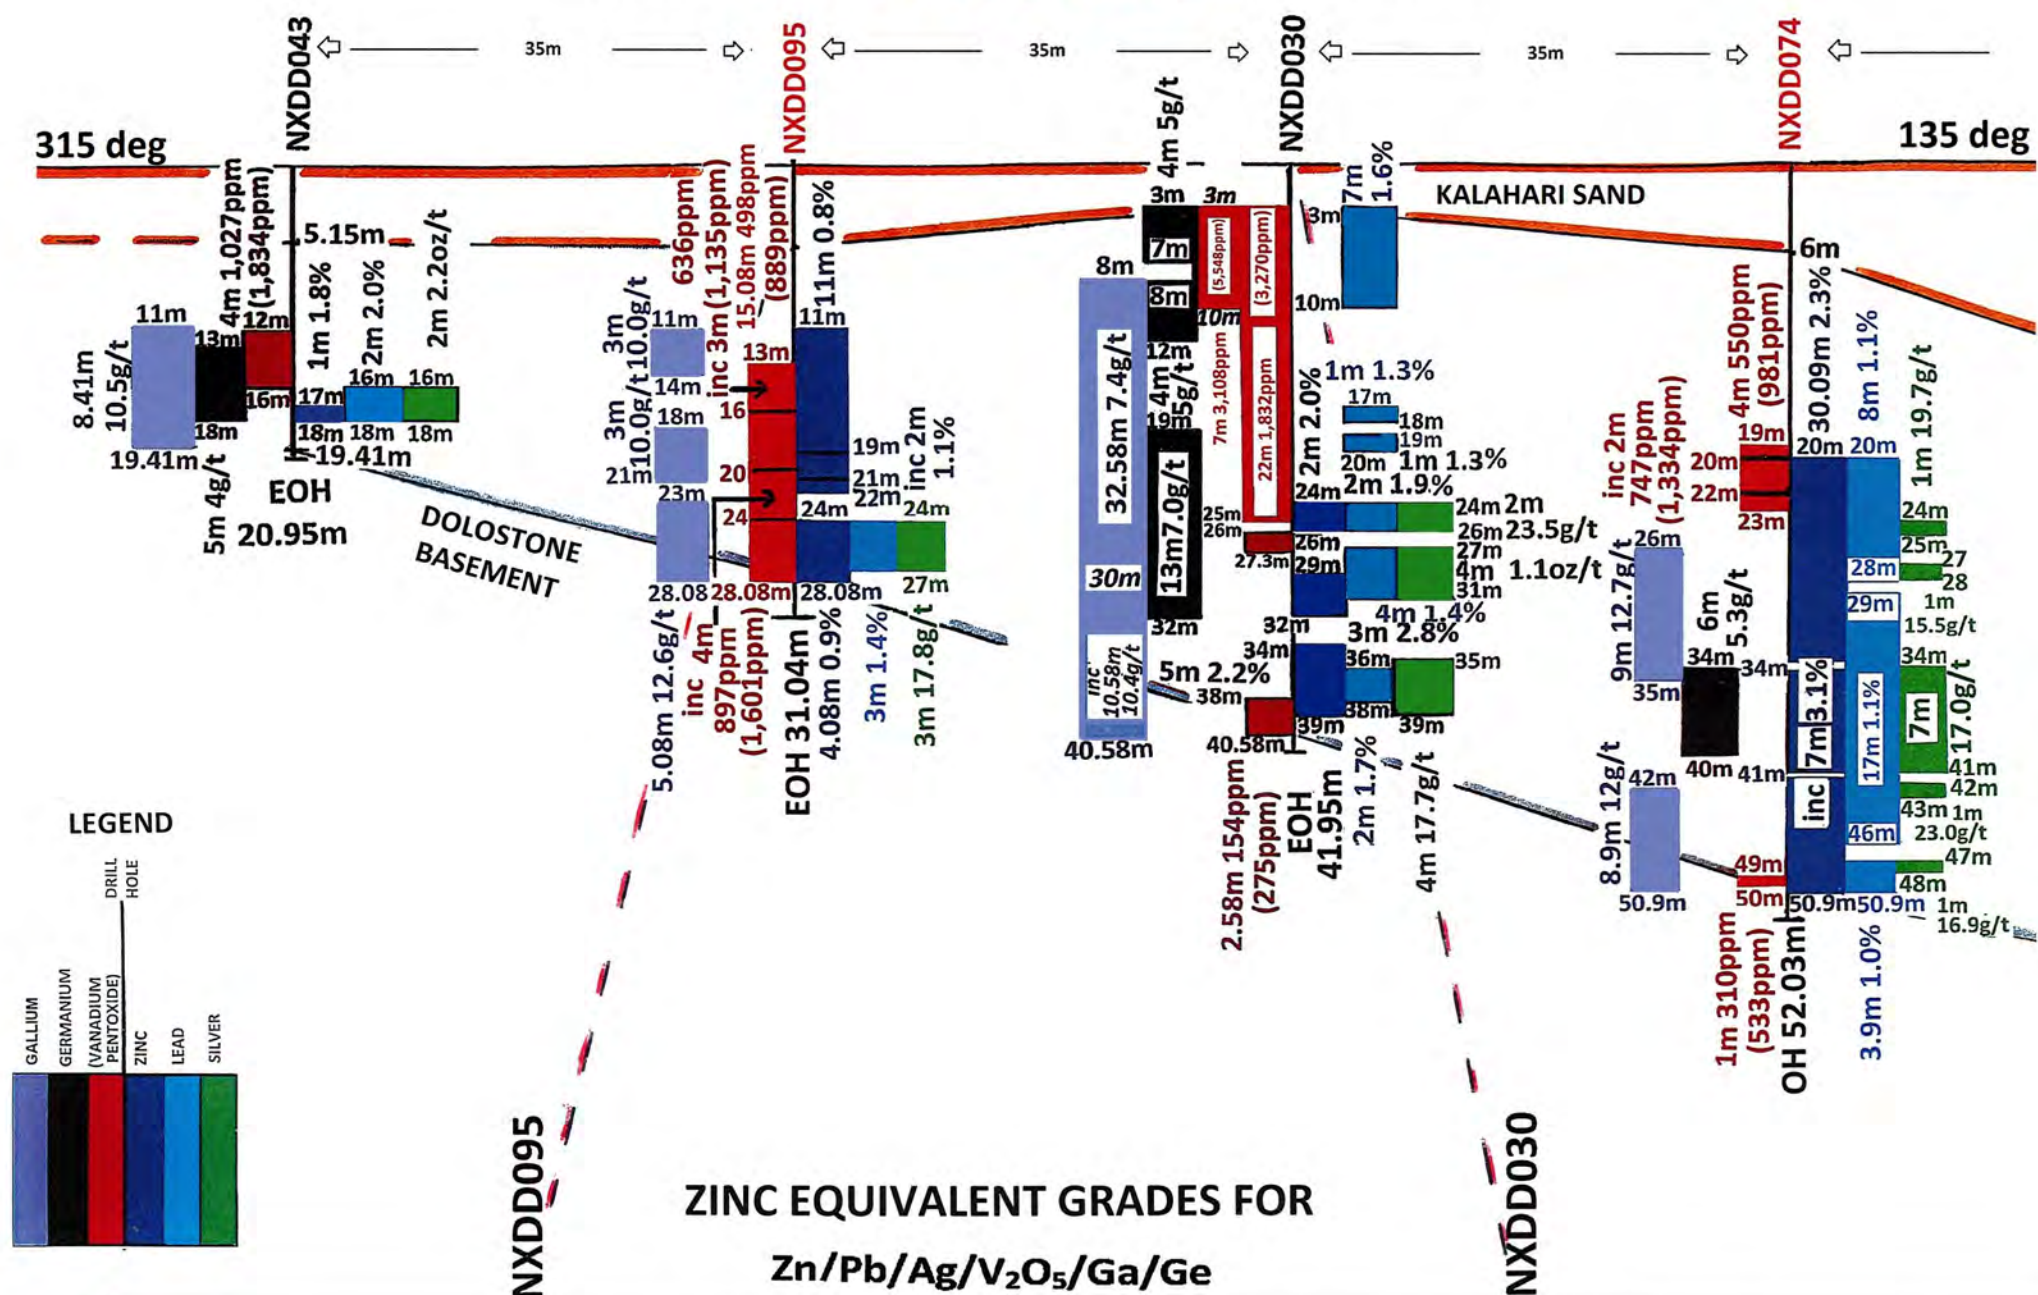 NXDD043
35m
NXDD095
35m
NXDD030
35m
NXDD074
315 deg
135 deg
KALAHARI SAND
4m 1,027ppm
(1,834ppm)
5.15m
1m 1.8%
2m 2.0%
2m 2.2oz/t
11m
8.41m
10.5g/t
13m
12m
16m
18m
19.41m
5m 4g/t
17m
18m
16m
18m
16m
18m
19.41m
EOH
20.95m
DOLOSTONE
BASEMENT
636ppm
inc 3m (1,135ppm)
15.08m 498ppm
(889ppm)
11m 0.8%
3m
10.0g/t
11m
14m
3m
10.0g/t
18m
21m
23m
28.08
5.08m 12.6g/t
13m
16
20
24
28.08m
inc 4m
897ppm
(1,601ppm)
11m
19m
21m
22m
inc 2m
1.1%
24m
24m
28.08m
27m
EOH 31.04m
4.08m 0.9%
3m 1.4%
3m 17.8g/t
4m 5g/t
3m
7m
8m
12m
3m
(5,548ppm)
(3,270ppm)
10m
7m 3,108ppm
22m 1,832ppm
8m
32.58m 7.4g/t
30m
inc
10.58m
10.4g/t
40.58m
4m
5g/t
19m
13m7.0g/t
32m
25m
26m
27.3m
7m
1.6%
3m
10m
2m 2.0%
1m 1.3%
17m
18m
19m
20m
1m 1.3%
2m 1.9%
24m
24m
2m
26m
23.5g/t
26m
27m
29m
4m
1.1oz/t
31m
4m 1.4%
32m
3m 2.8%
34m
36m
35m
5m 2.2%
38m
39m
38m
39m
40.58m
2.58m 154ppm
(275ppm)
EOH
41.95m
2m 1.7%
4m 17.7g/t
6m
4m 550ppm
(981ppm)
30.09m 2.3%
8m 1.1%
1m 19.7g/t
inc 2m
747ppm
(1,334ppm)
19m
20m
22m
23m
20m
20m
24m
25m
27
28
28m
29m
1m
15.5g/t
26m
9m 12.7g/t
35m
6m
5.3g/t
34m
40m
34m
41m
inc
7m
3.1%
17m 1.1%
34m
7m
17.0g/t
41m
42m
43m
1m
23.0g/t
46m
42m
8.9m 12g/t
50.9m
49m
50m
50.9m
50.9m
47m
48m
1m
16.9g/t
1m 310ppm
(533ppm)
OH 52.03m
3.9m 1.0%
LEGEND
DRILL
HOLE
GALLIUM
GERMANIUM
(VANADIUM
PENTOXIDE)
ZINC
LEAD
SILVER
NXDD095
NXDD030
ZINC EQUIVALENT GRADES FOR
Zn/Pb/Ag/V₂O₅/Ga/Ge